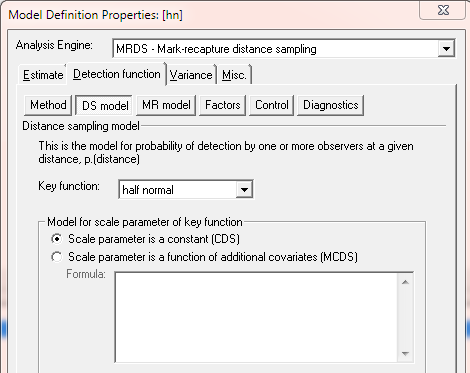 Model Definition Properties: [hn]
Analysis Engine: MRDS - Mark-recapture distance sampling
Estimate Detection function Variance Misc.
Method DS model MR model Factors Control Diagnostics
Distance sampling model
This is the model for probability of detection by one or more observers at a given
distance, p.(distance)
Key function: half normal
Model for scale parameter of key function
Scale parameter is a constant (CDS)
Scale parameter is a function of additional covariates (MCDS)
Formula: